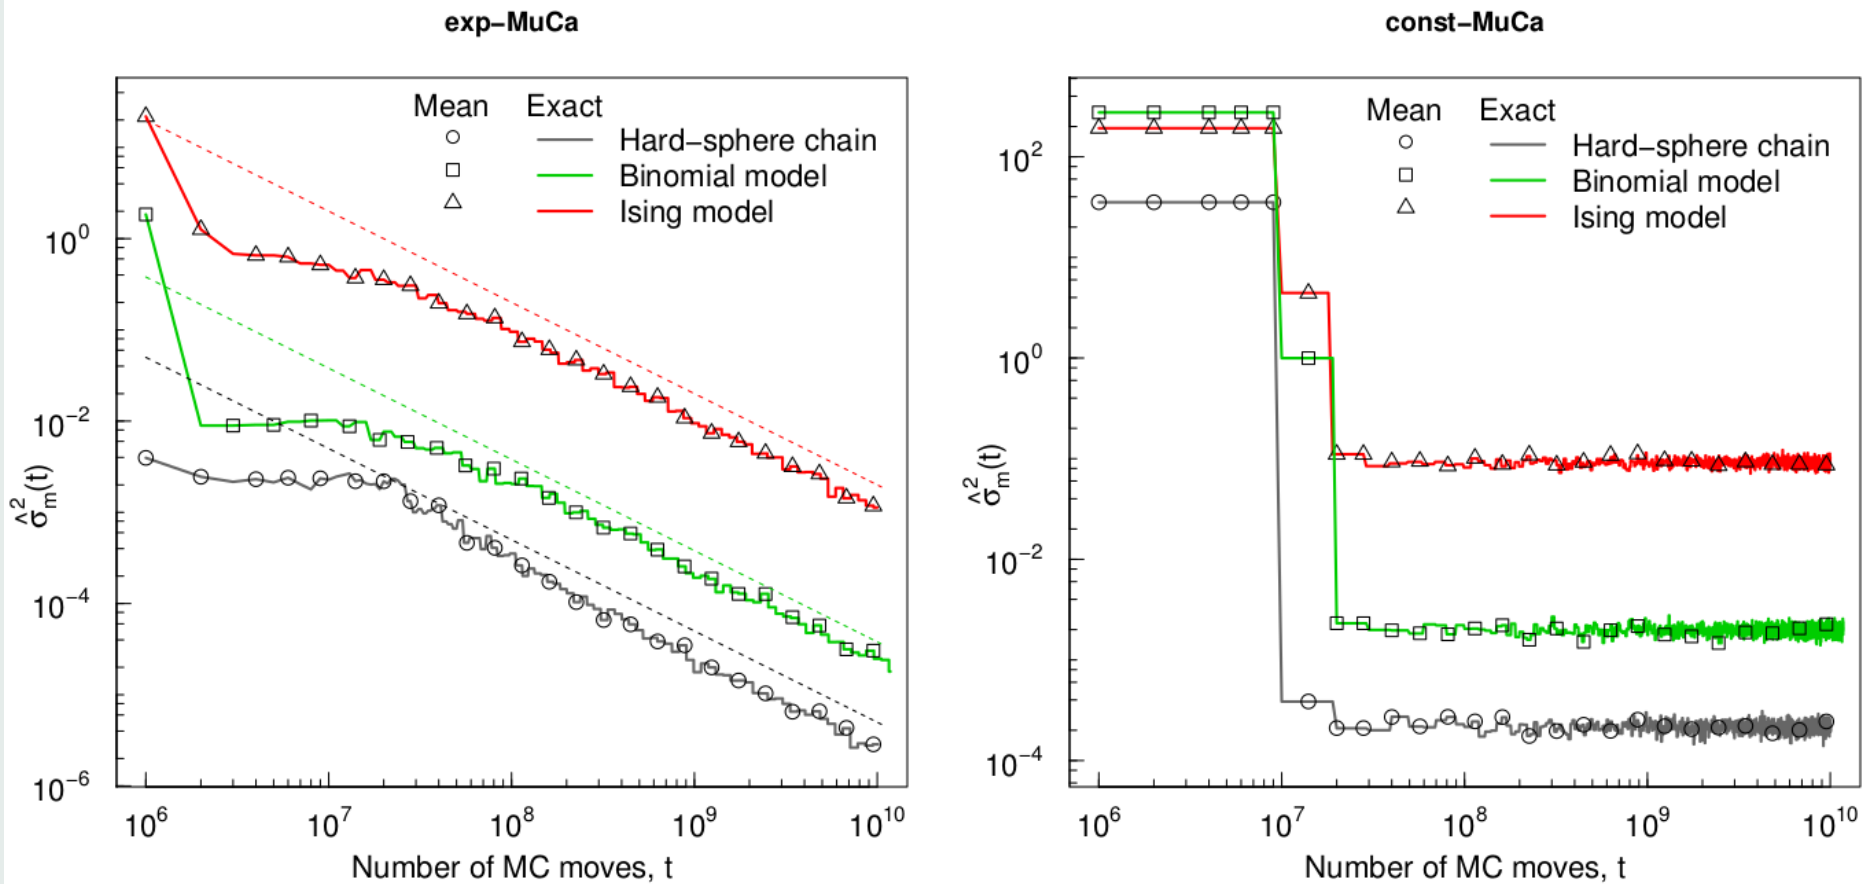 exp−MuCa
Mean Exact
Hard−sphere chain
Binomial model
Ising model
10^0
10^−2
10^−4
10^−6
σ̂²ₘ(t)
10^6 10^7 10^8 10^9 10^10
Number of MC moves, t
const−MuCa
Mean Exact
Hard−sphere chain
Binomial model
Ising model
10^2
10^0
10^−2
10^−4
σ̂²ₘ(t)
10^6 10^7 10^8 10^9 10^10
Number of MC moves, t